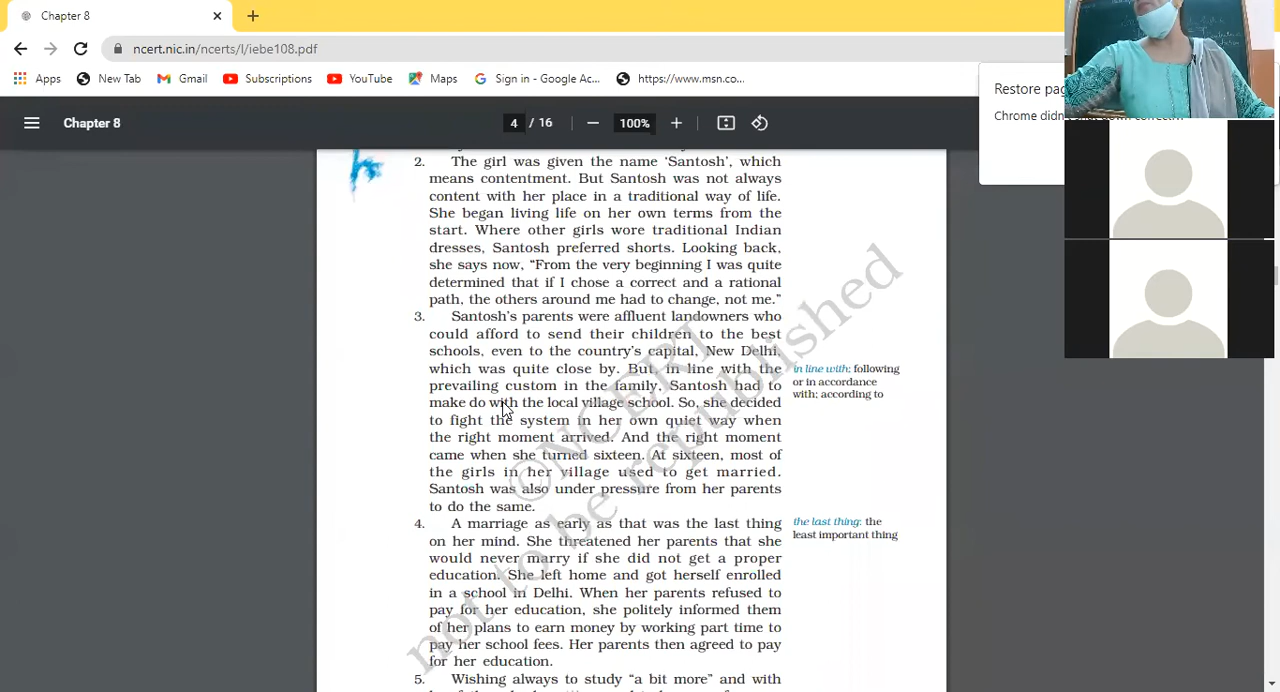 Chapter 8
ncert.nic.in/ncerts/l/iebe108.pdf
Apps New Tab Gmail Subscriptions YouTube Maps Sign in - Google Ac... https://www.msn.co...
Restore
Chapter 8 4 / 16 100%
2. The girl was given the name ‘Santosh’, which
means contentment. But Santosh was not always
content with her place in a traditional way of life.
She began living life on her own terms from the
start. Where other girls wore traditional Indian
dresses, Santosh preferred shorts. Looking back,
she says now, “From the very beginning I was quite
determined that if I chose a correct and a rational
path, the others around me had to change, not me.”
3. Santosh’s parents were affluent landowners who
could afford to send their children to the best
schools, even to the country’s capital, New Delhi,
which was quite close by. But, in line with the
prevailing custom in the family, Santosh had to
make do with the local village school. So, she decided
to fight the system in her own quiet way when
the right moment arrived. And the right moment
came when she turned sixteen. At sixteen, most of
the girls in her village used to get married.
Santosh was also under pressure from her parents
to do the same.
in line with: following
or in accordance
with; according to
4. A marriage as early as that was the last thing
on her mind. She threatened her parents that she
would never marry if she did not get a proper
education. She left home and got herself enrolled
in a school in Delhi. When her parents refused to
pay for her education, she politely informed them
of her plans to earn money by working part time to
pay her school fees. Her parents then agreed to pay
for her education.
the last thing: the
least important thing
5. Wishing always to study “a bit more” and with
©NCERT
not to be republished